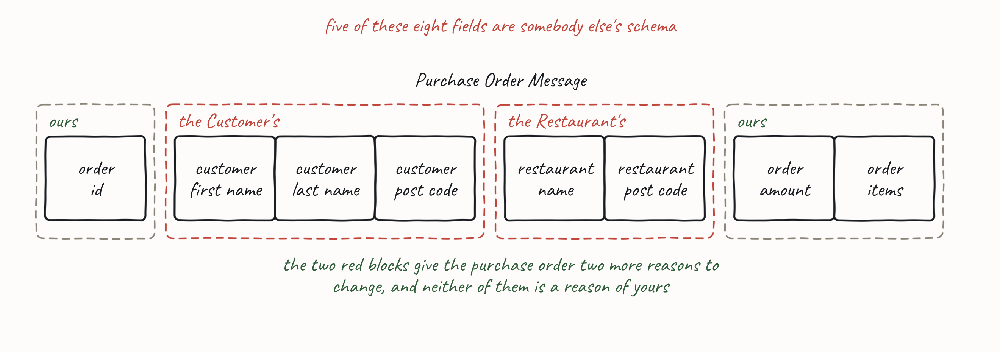 five of these eight fields are somebody else's schema
Purchase Order Message
ours
the Customer's
the Restaurant's
ours
order
id
customer
first name
customer
last name
customer
post code
restaurant
name
restaurant
post code
order
amount
order
items
the two red blocks give the purchase order two more reasons to
change, and neither of them is a reason of yours